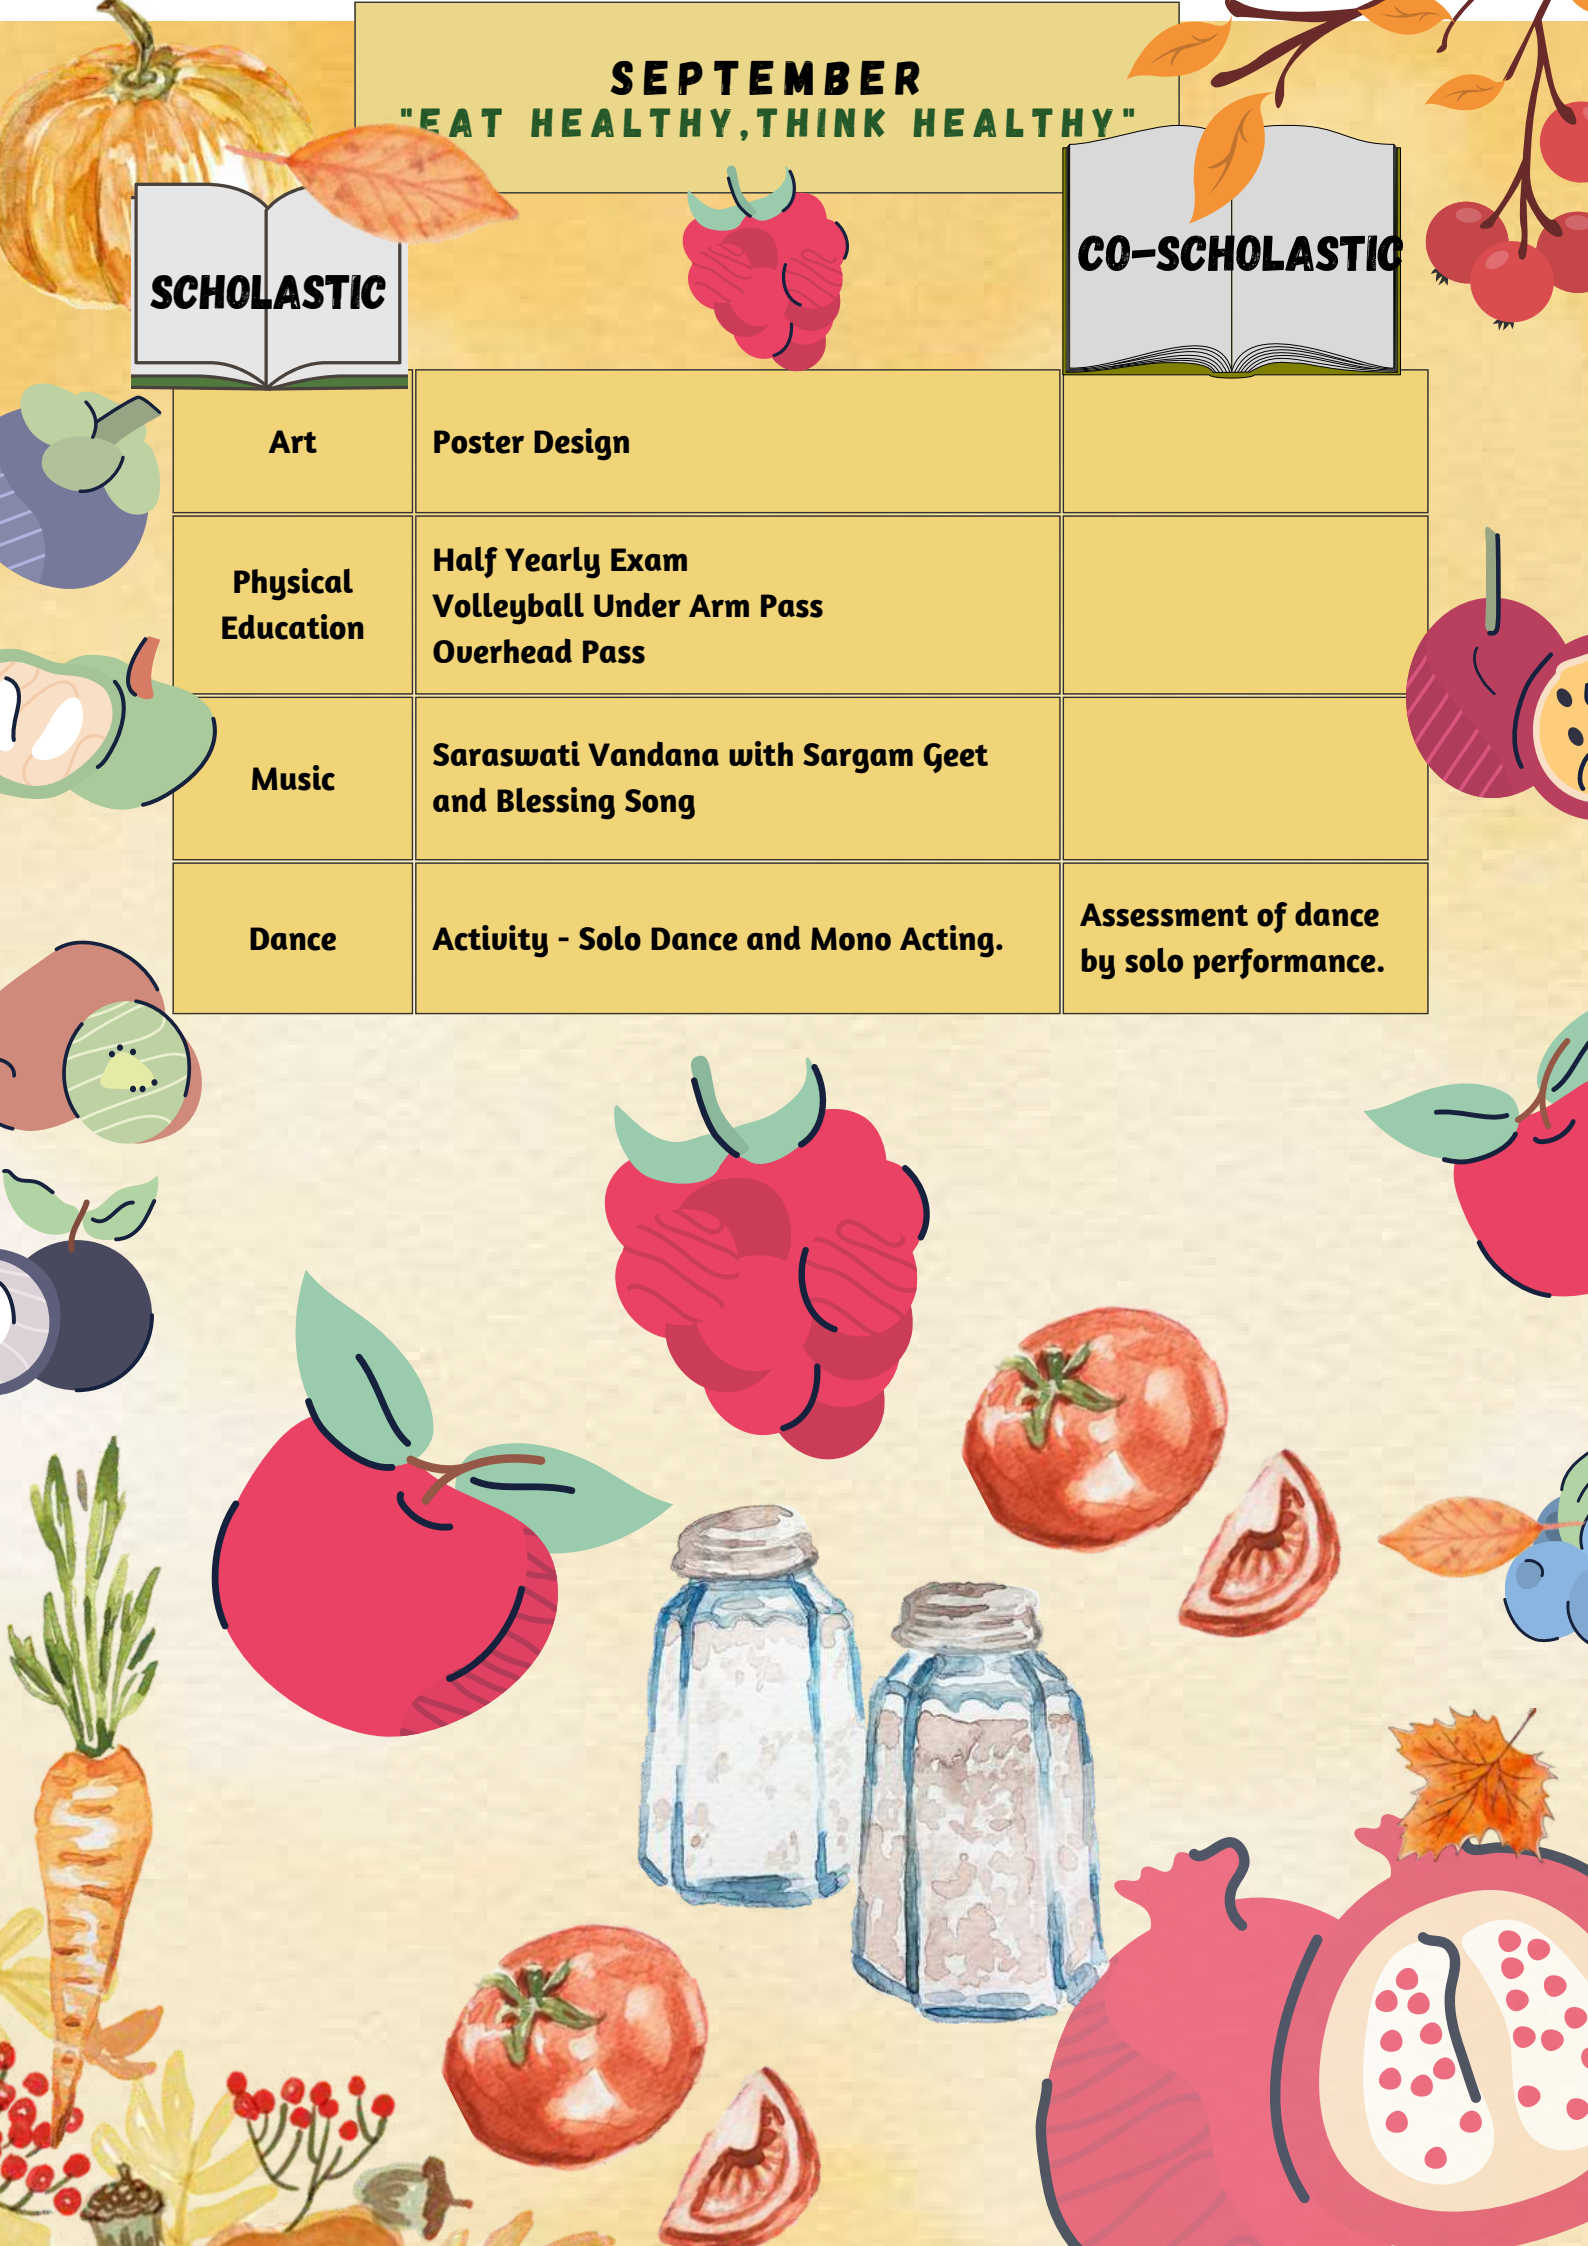 SEPTEMBER
"EAT HEALTHY,THINK HEALTHY"
SCHOLASTIC
CO-SCHOLASTIC
Art
Poster Design
Physical
Education
Half Yearly Exam
Volleyball Under Arm Pass
Overhead Pass
Music
Saraswati Vandana with Sargam Geet
and Blessing Song
Dance
Activity - Solo Dance and Mono Acting.
Assessment of dance
by solo performance.